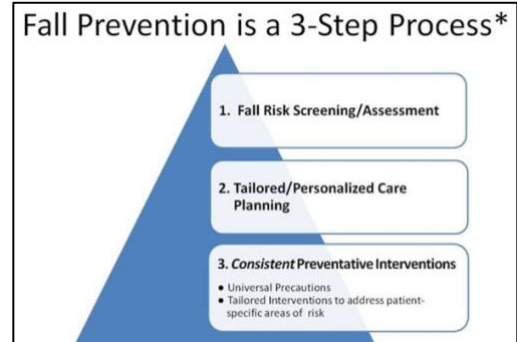 Fall Prevention is a 3-Step Process*
1. Fall Risk Screening/Assessment
2. Tailored/Personalized Care
Planning
3. Consistent Preventative Interventions
● Universal Precautions
● Tailored Interventions to address patient-
specific areas of risk